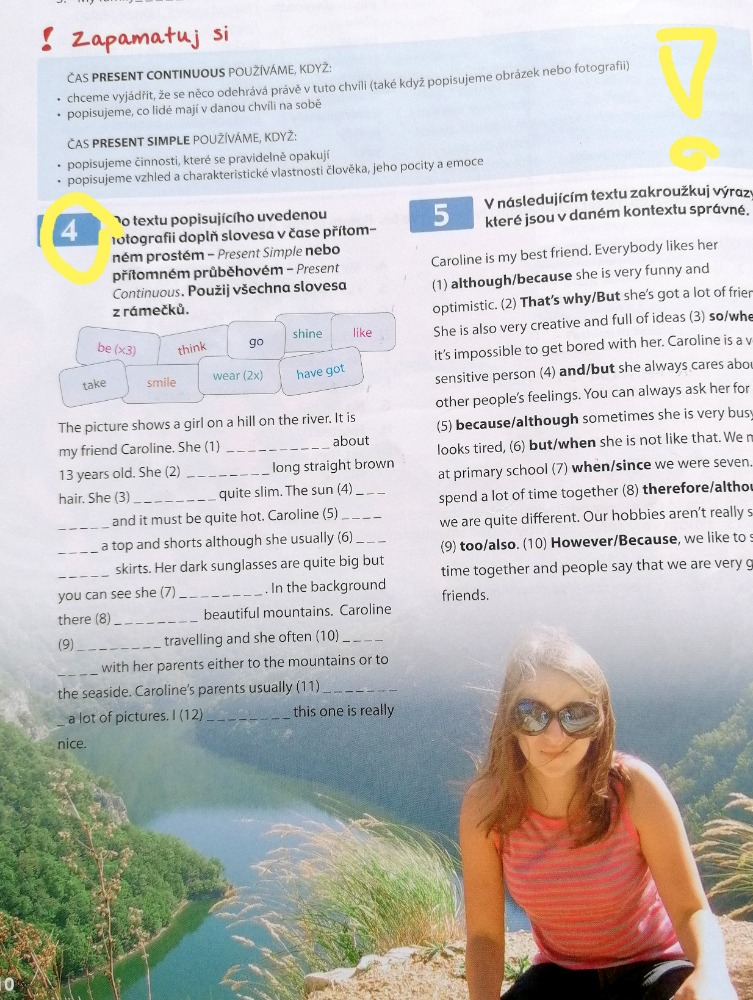 ! Zapamatuj si
ČAS PRESENT CONTINUOUS POUŽÍVÁME, KDYŽ:
• chceme vyjádřit, že se něco odehrává právě v tuto chvíli (také když popisujeme obrázek nebo fotografii)
• popisujeme, co lidé mají v danou chvíli na sobě
ČAS PRESENT SIMPLE POUŽÍVÁME, KDYŽ:
• popisujeme činnosti, které se pravidelně opakují
• popisujeme vzhled a charakteristické vlastnosti člověka, jeho pocity a emoce
4
Do textu popisujícího uvedenou
fotografii doplň slovesa v čase přítom-
ném prostém – Present Simple nebo
přítomném průběhovém – Present
Continuous. Použij všechna slovesa
z rámečků.
be (x3) think go shine like
take smile wear (2x) have got
The picture shows a girl on a hill on the river. It is
my friend Caroline. She (1) __________ about
13 years old. She (2) ________ long straight brown
hair. She (3) ________ quite slim. The sun (4) ___
_____ and it must be quite hot. Caroline (5) ____
____ a top and shorts although she usually (6) ___
_____ skirts. Her dark sunglasses are quite big but
you can see she (7) ________. In the background
there (8) ________ beautiful mountains. Caroline
(9) ________ travelling and she often (10) ____
____ with her parents either to the mountains or to
the seaside. Caroline's parents usually (11) _______
_ a lot of pictures. I (12) ________ this one is really
nice.
5
V následujícím textu zakroužkuj výrazy,
které jsou v daném kontextu správné.
Caroline is my best friend. Everybody likes her
(1) although/because she is very funny and
optimistic. (2) That's why/But she's got a lot of
She is also very creative and full of ideas (3)
it's impossible to get bored with her. Caroline is a
sensitive person (4) and/but she always cares
other people's feelings. You can always ask her for
(5) because/although sometimes she is very busy
looks tired, (6) but/when she is not like that. We
at primary school (7) when/since we were seven.
spend a lot of time together (8)
we are quite different. Our hobbies aren't really
(9) too/also. (10) However/Because, we like to
time together and people say that we are very
friends.